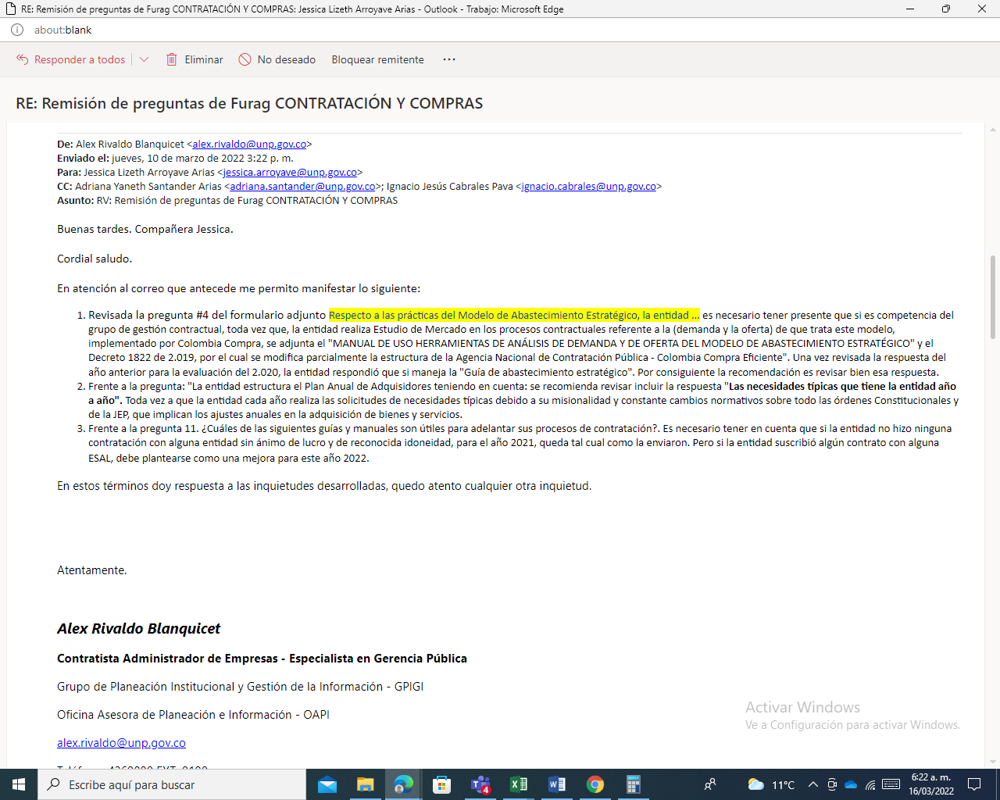 RE: Remisión de preguntas de Furag CONTRATACIÓN Y COMPRAS: Jessica Lizeth Arroyave Arias - Outlook - Trabajo: Microsoft Edge
about:blank
Responder a todos Eliminar No deseado Bloquear remitente ...
RE: Remisión de preguntas de Furag CONTRATACIÓN Y COMPRAS
De: Alex Rivaldo Blanquicet <alex.rivaldo@unp.gov.co>
Enviado el: jueves, 10 de marzo de 2022 3:22 p. m.
Para: Jessica Lizeth Arroyave Arias <jessica.arroyave@unp.gov.co>
CC: Adriana Yaneth Santander Arias <adriana.santander@unp.gov.co>; Ignacio Jesús Cabrales Pava <ignacio.cabrales@unp.gov.co>
Asunto: RV: Remisión de preguntas de Furag CONTRATACIÓN Y COMPRAS
Buenas tardes. Compañera Jessica.
Cordial saludo.
En atención al correo que antecede me permito manifestar lo siguiente:
1. Revisada la pregunta #4 del formulario adjunto Respecto a las prácticas del Modelo de Abastecimiento Estratégico, la entidad ... es necesario tener presente que si es competencia del
grupo de gestión contractual, toda vez que, la entidad realiza Estudio de Mercado en los procesos contractuales referente a la (demanda y la oferta) de que trata este modelo,
implementado por Colombia Compra, se adjunta el "MANUAL DE USO HERRAMIENTAS DE ANÁLISIS DE DEMANDA Y DE OFERTA DEL MODELO DE ABASTECIMIENTO ESTRATÉGICO" y el
Decreto 1822 de 2.019, por el cual se modifica parcialmente la estructura de la Agencia Nacional de Contratación Pública - Colombia Compra Eficiente". Una vez revisada la respuesta del
año anterior para la evaluación del 2.020, la entidad respondió que si maneja la "Guía de abastecimiento estratégico". Por consiguiente la recomendación es revisar bien esa respuesta.
2. Frente a la pregunta: "La entidad estructura el Plan Anual de Adquisidores teniendo en cuenta: se recomienda revisar incluir la respuesta "Las necesidades típicas que tiene la entidad año
a año". Toda vez a que la entidad cada año realiza las solicitudes de necesidades típicas debido a su misionalidad y constante cambios normativos sobre todo las órdenes Constitucionales y
de la JEP, que implican los ajustes anuales en la adquisición de bienes y servicios.
3. Frente a la pregunta 11. ¿Cuáles de las siguientes guías y manuales son útiles para adelantar sus procesos de contratación?. Es necesario tener en cuenta que si la entidad no hizo ninguna
contratación con alguna entidad sin ánimo de lucro y de reconocida idoneidad, para el año 2021, queda tal cual como la enviaron. Pero si la entidad suscribió algún contrato con alguna
ESAL, debe plantearse como una mejora para este año 2022.
En estos términos doy respuesta a las inquietudes desarrolladas, quedo atento cualquier otra inquietud.
Atentamente.
Alex Rivaldo Blanquicet
Contratista Administrador de Empresas - Especialista en Gerencia Pública
Grupo de Planeación Institucional y Gestión de la Información - GPIGI
Oficina Asesora de Planeación e Información - OAPI
Activar Windows
Ve a Configuración para activar Windows.
alex.rivaldo@unp.gov.co
Escribe aquí para buscar
4
11°C
6:22 a. m.
16/03/2022